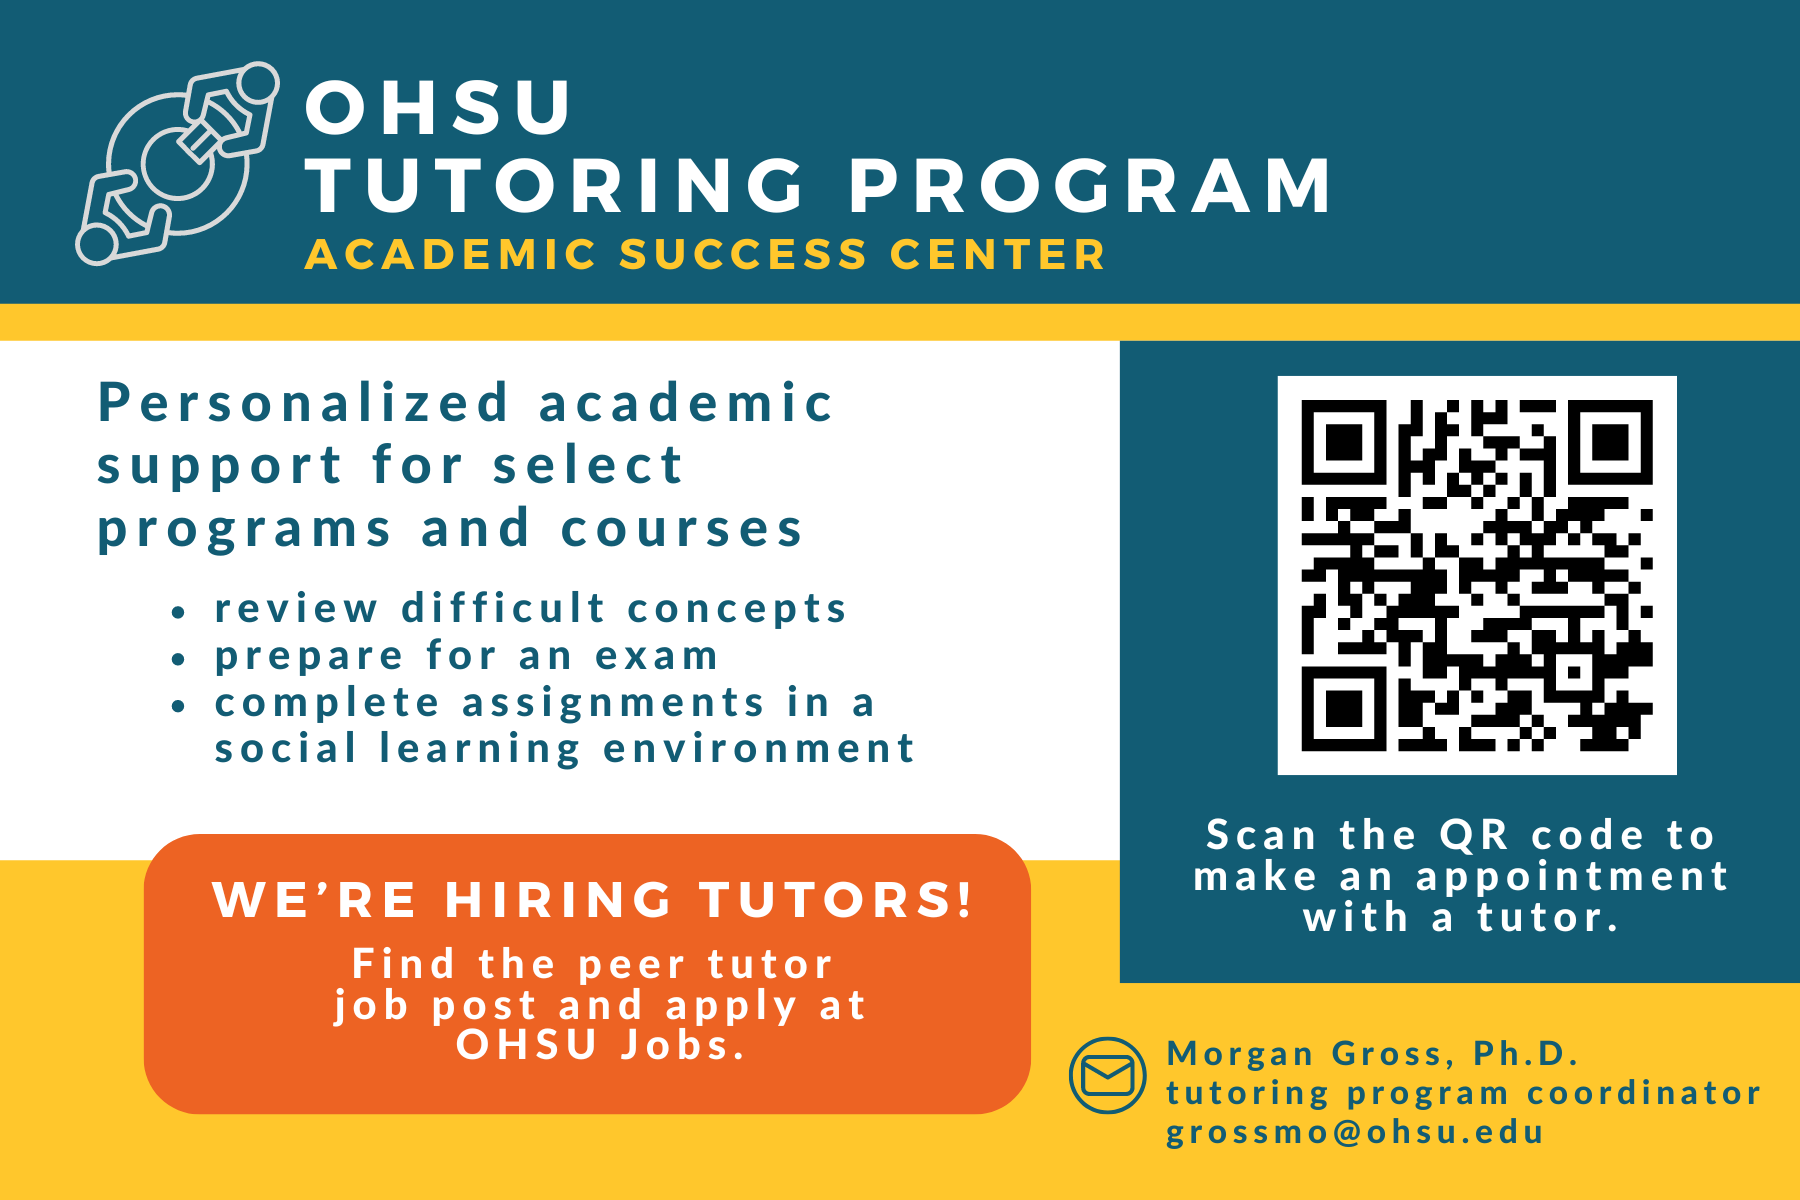 OHSU
TUTORING PROGRAM
ACADEMIC SUCCESS CENTER
Personalized academic
support for select
programs and courses
• review difficult concepts
• prepare for an exam
• complete assignments in a
social learning environment
WE’RE HIRING TUTORS!
Find the peer tutor
job post and apply at
OHSU Jobs.
Scan the QR code to
make an appointment
with a tutor.
Morgan Gross, Ph.D.
tutoring program coordinator
grossmo@ohsu.edu